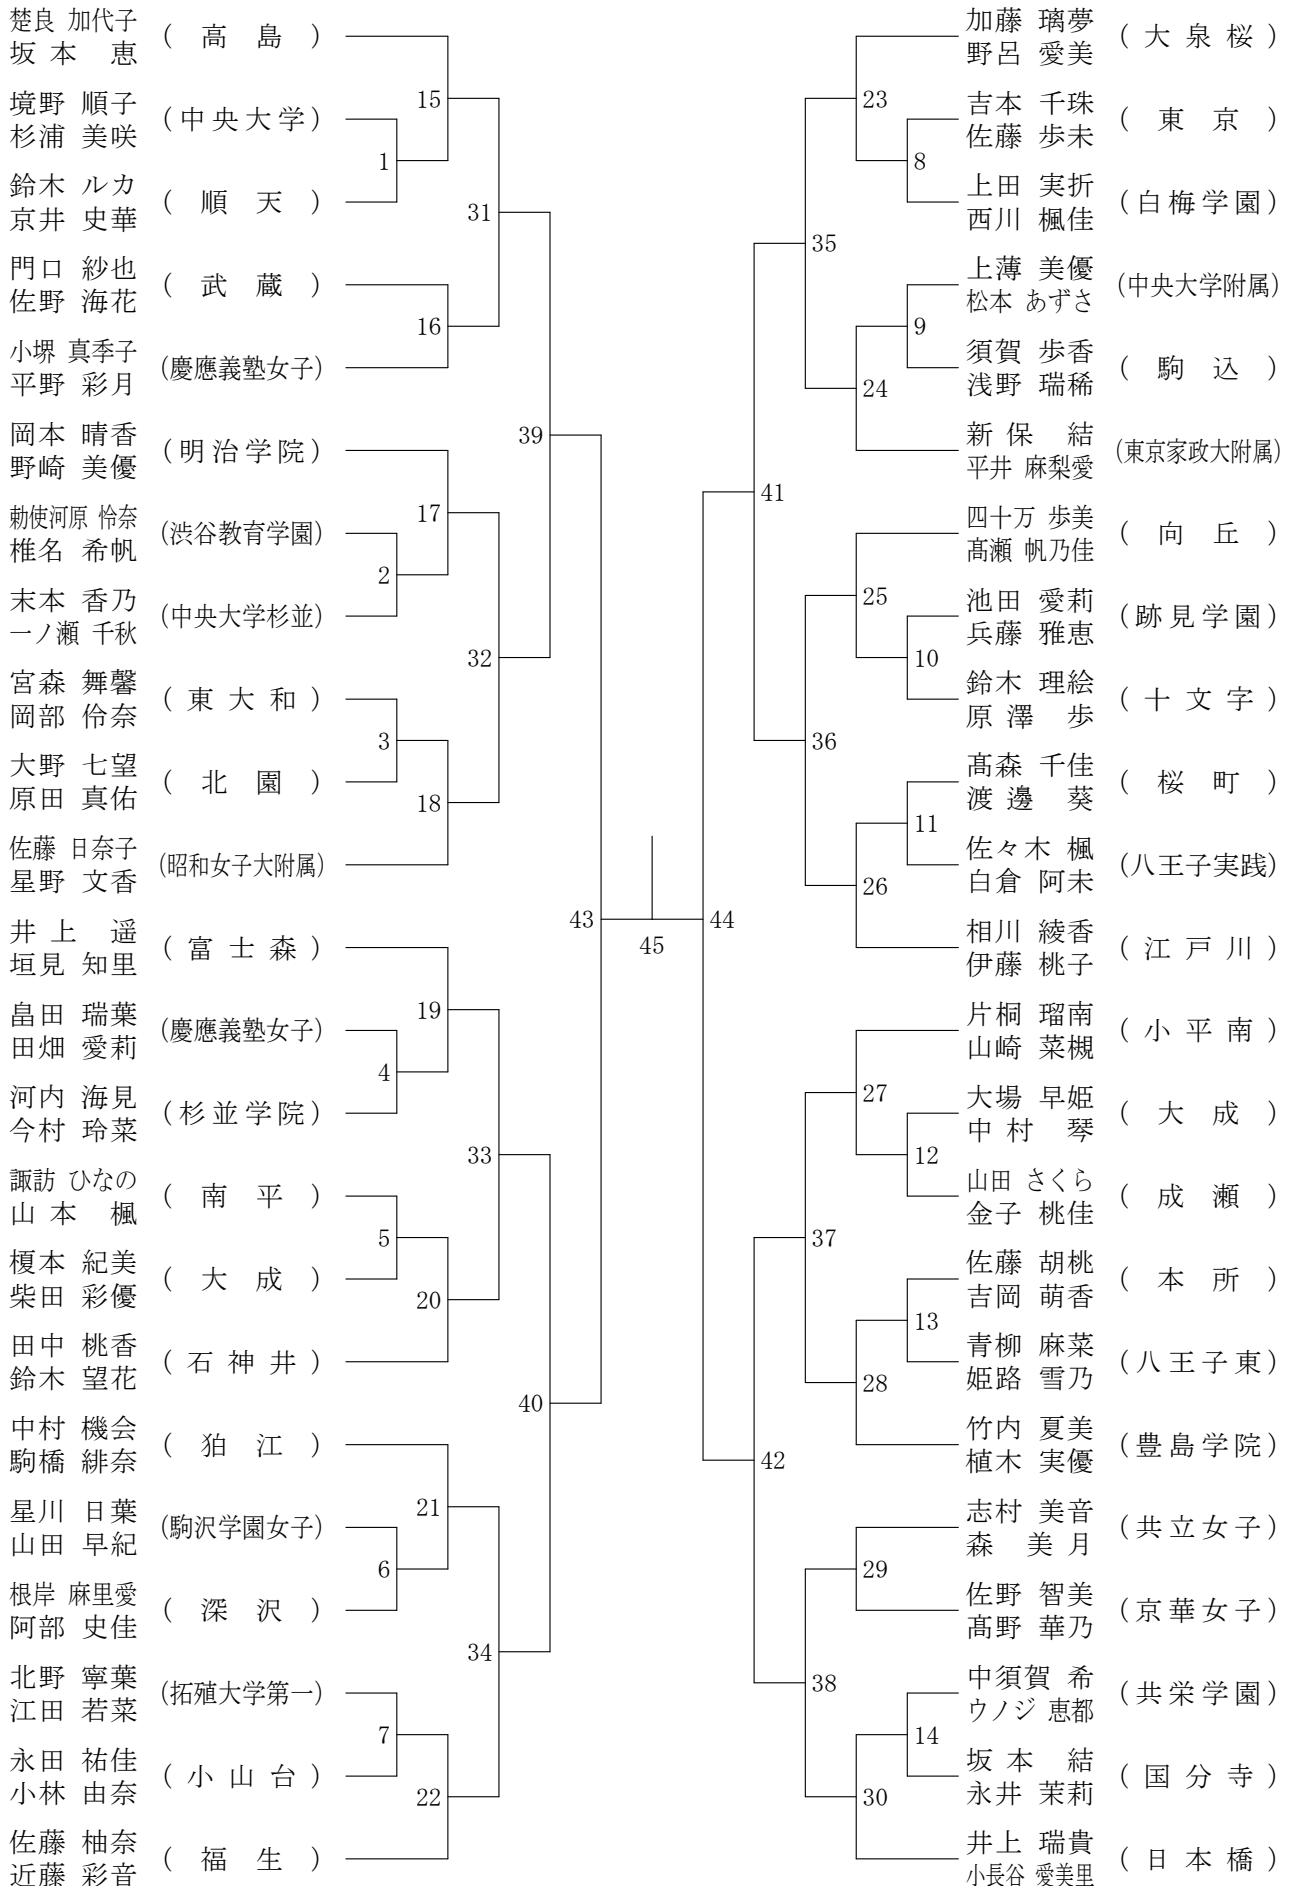 楚良 加代子
坂本 恵
(高島)
境野 順子
杉浦 美咲
(中央大学)
鈴木 ルカ
京井 史華
(順天)
門口 紗也
佐野 海花
(武蔵)
小堺 真季子
平野 彩月
(慶應義塾女子)
岡本 晴香
野崎 美優
(明治学院)
勅使河原 怜奈
椎名 希帆
(渋谷教育学園)
末本 香乃
一ノ瀬 千秋
(中央大学杉並)
宮森 舞馨
岡部 伶奈
(東大和)
大野 七望
原田 真佑
(北園)
佐藤 日奈子
星野 文香
(昭和女子大附属)
井上 遥
垣見 知里
(富士森)
畠田 瑞葉
田畑 愛莉
(慶應義塾女子)
河内 海見
今村 玲菜
(杉並学院)
諏訪 ひなの
山本 楓
(南平)
榎本 紀美
柴田 彩優
(大成)
田中 桃香
鈴木 望花
(石神井)
中村 機会
駒橋 緋奈
(狛江)
星川 日葉
山田 早紀
(駒沢学園女子)
根岸 麻里愛
阿部 史佳
(深沢)
北野 寧葉
江田 若菜
(拓殖大学第一)
永田 祐佳
小林 由奈
(小山台)
佐藤 柚奈
近藤 彩音
(福生)
15
1
31
16
39
17
2
32
3
18
43
19
4
33
5
20
40
21
6
34
7
22
45
44
23
8
35
9
24
41
25
10
36
11
26
27
12
37
13
28
42
29
38
14
30
加藤 璃夢
野呂 愛美
(大泉桜)
吉本 千珠
佐藤 歩未
(東京)
上田 実折
西川 楓佳
(白梅学園)
上薄 美優
松本 あずさ
(中央大学附属)
須賀 歩香
浅野 瑞稀
(駒込)
新保 結
平井 麻梨愛
(東京家政大附属)
四十万 歩美
髙瀬 帆乃佳
(向丘)
池田 愛莉
兵藤 雅恵
(跡見学園)
鈴木 理絵
原澤 歩
(十文字)
髙森 千佳
渡邊 葵
(桜町)
佐々木 楓
白倉 阿未
(八王子実践)
相川 綾香
伊藤 桃子
(江戸川)
片桐 瑠南
山崎 菜槻
(小平南)
大場 早姫
中村 琴
(大成)
山田 さくら
金子 桃佳
(成瀬)
佐藤 胡桃
吉岡 萌香
(本所)
青柳 麻菜
姫路 雪乃
(八王子東)
竹内 夏美
植木 実優
(豊島学院)
志村 美音
森 美月
(共立女子)
佐野 智美
髙野 華乃
(京華女子)
中須賀 希
ウノジ 恵都
(共栄学園)
坂本 結
永井 茉莉
(国分寺)
井上 瑞貴
小長谷 愛美里
(日本橋)